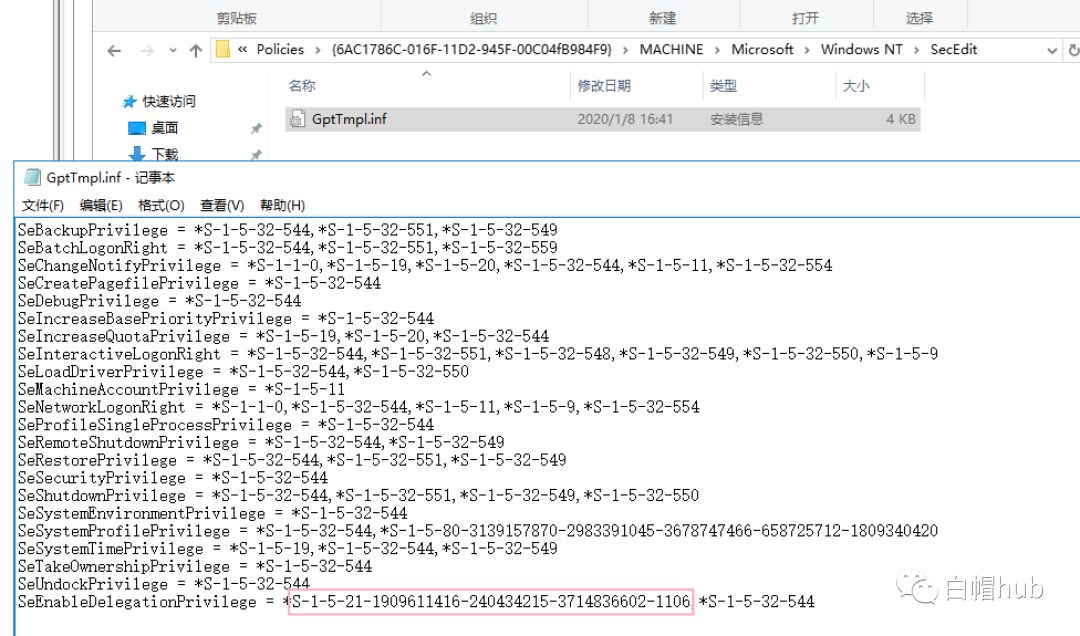 剪贴板 组织 新建 打开 选择
« Policies › {6AC1786C-016F-11D2-945F-00C04fB984F9} › MACHINE › Microsoft › Windows NT › SecEdit
名称 修改日期 类型 大小
快速访问
GptTmpl.inf 2020/1/8 16:41 安装信息 4 KB
桌面
下载
GptTmpl.inf - 记事本
文件(F) 编辑(E) 格式(O) 查看(V) 帮助(H)
SeBackupPrivilege = *S-1-5-32-544,*S-1-5-32-551,*S-1-5-32-549
SeBatchLogonRight = *S-1-5-32-544,*S-1-5-32-551,*S-1-5-32-559
SeChangeNotifyPrivilege = *S-1-1-0,*S-1-5-19,*S-1-5-20,*S-1-5-32-544,*S-1-5-11,*S-1-5-32-554
SeCreatePagefilePrivilege = *S-1-5-32-544
SeDebugPrivilege = *S-1-5-32-544
SeIncreaseBasePriorityPrivilege = *S-1-5-32-544
SeIncreaseQuotaPrivilege = *S-1-5-19,*S-1-5-20,*S-1-5-32-544
SeInteractiveLogonRight = *S-1-5-32-544,*S-1-5-32-551,*S-1-5-32-548,*S-1-5-32-549,*S-1-5-32-550,*S-1-5-9
SeLoadDriverPrivilege = *S-1-5-32-544,*S-1-5-32-550
SeMachineAccountPrivilege = *S-1-5-11
SeNetworkLogonRight = *S-1-1-0,*S-1-5-32-544,*S-1-5-11,*S-1-5-9,*S-1-5-32-554
SeProfileSingleProcessPrivilege = *S-1-5-32-544
SeRemoteShutdownPrivilege = *S-1-5-32-544,*S-1-5-32-549
SeRestorePrivilege = *S-1-5-32-544,*S-1-5-32-551,*S-1-5-32-549
SeSecurityPrivilege = *S-1-5-32-544
SeShutdownPrivilege = *S-1-5-32-544,*S-1-5-32-551,*S-1-5-32-549,*S-1-5-32-550
SeSystemEnvironmentPrivilege = *S-1-5-32-544
SeSystemProfilePrivilege = *S-1-5-32-544,*S-1-5-80-3139157870-2983391045-3678747466-658725712-1809340420
SeSystemTimePrivilege = *S-1-5-19,*S-1-5-32-544,*S-1-5-32-549
SeTakeOwnershipPrivilege = *S-1-5-32-544
SeUndockPrivilege = *S-1-5-32-544
SeEnableDelegationPrivilege = *S-1-5-21-1909611416-240434215-3714836602-1106,*S-1-5-32-544
白帽hub